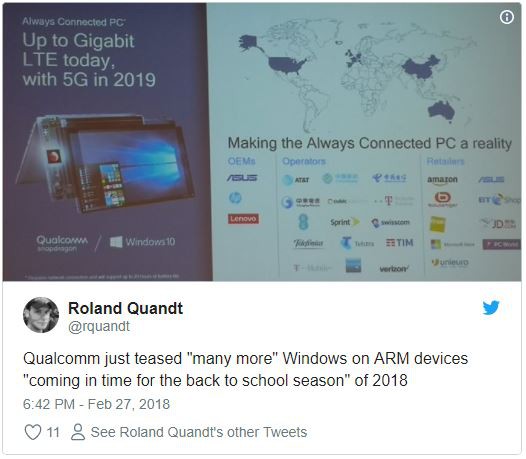 Always Connected PC*
Up to Gigabit
LTE today,
with 5G in 2019
Qualcomm
snapdragon
Windows 10
Making the Always Connected PC a reality
OEMs
Operators
Retailers
ASUS
hp
Lenovo
AT&T
Sprint
swisscom
Telefónica
Telstra
TIM
T-Mobile
verizon
amazon
ASUS
BT Shop
JD.COM
Microsoft Store
PC World
unieuro
Roland Quandt
@rquandt
Qualcomm just teased "many more" Windows on ARM devices
"coming in time for the back to school season" of 2018
6:42 PM - Feb 27, 2018
11 See Roland Quandt's other Tweets